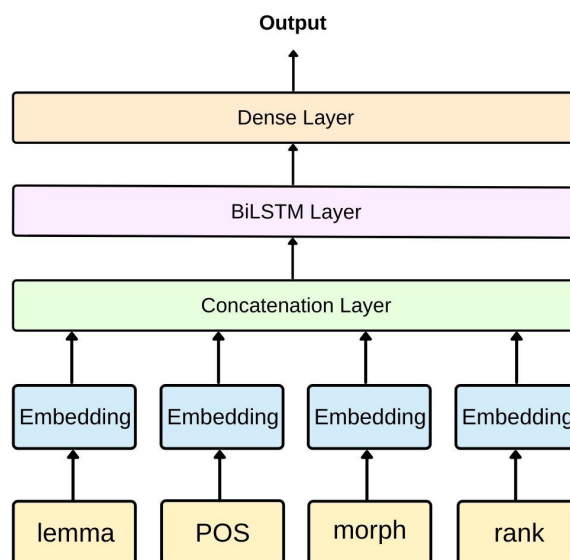 Output
Dense Layer
BiLSTM Layer
Concatenation Layer
Embedding Embedding Embedding Embedding
lemma POS morph rank